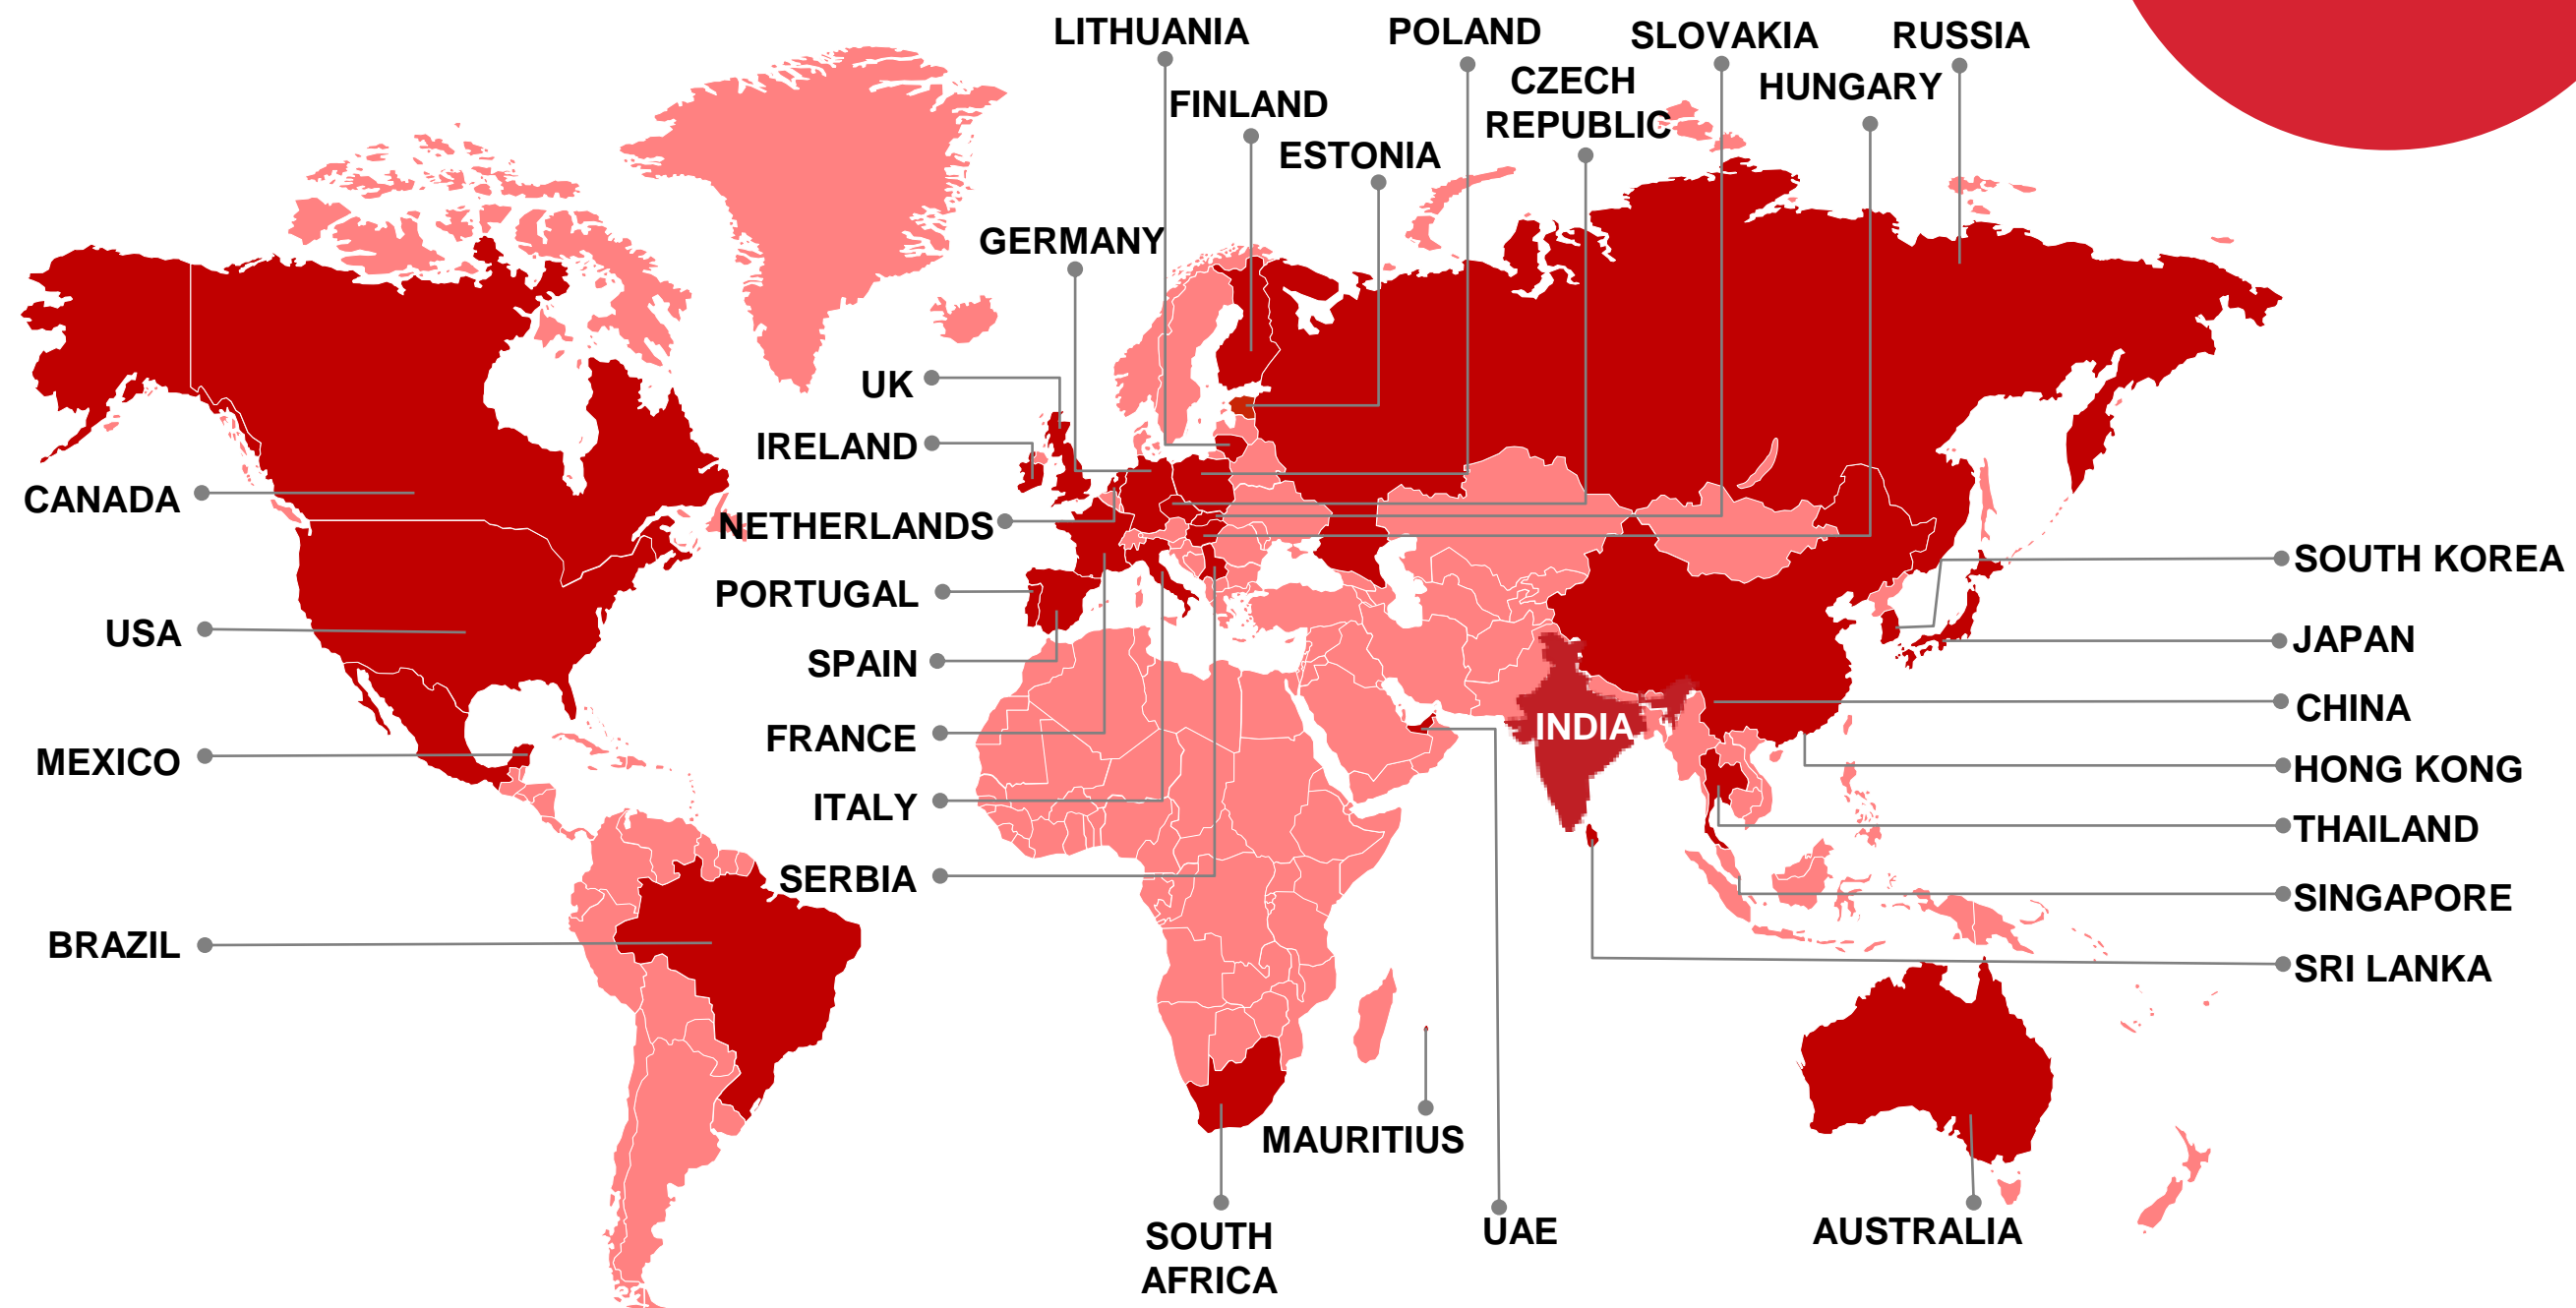 LITHUANIA
POLAND
SLOVAKIA
RUSSIA
CZECH
REPUBLIC
HUNGARY
FINLAND
ESTONIA
GERMANY
UK
IRELAND
CANADA
NETHERLANDS
SOUTH KOREA
PORTUGAL
USA
JAPAN
SPAIN
CHINA
INDIA
FRANCE
MEXICO
HONG KONG
ITALY
THAILAND
SERBIA
SINGAPORE
BRAZIL
SRI LANKA
MAURITIUS
SOUTH
AFRICA
UAE
AUSTRALIA